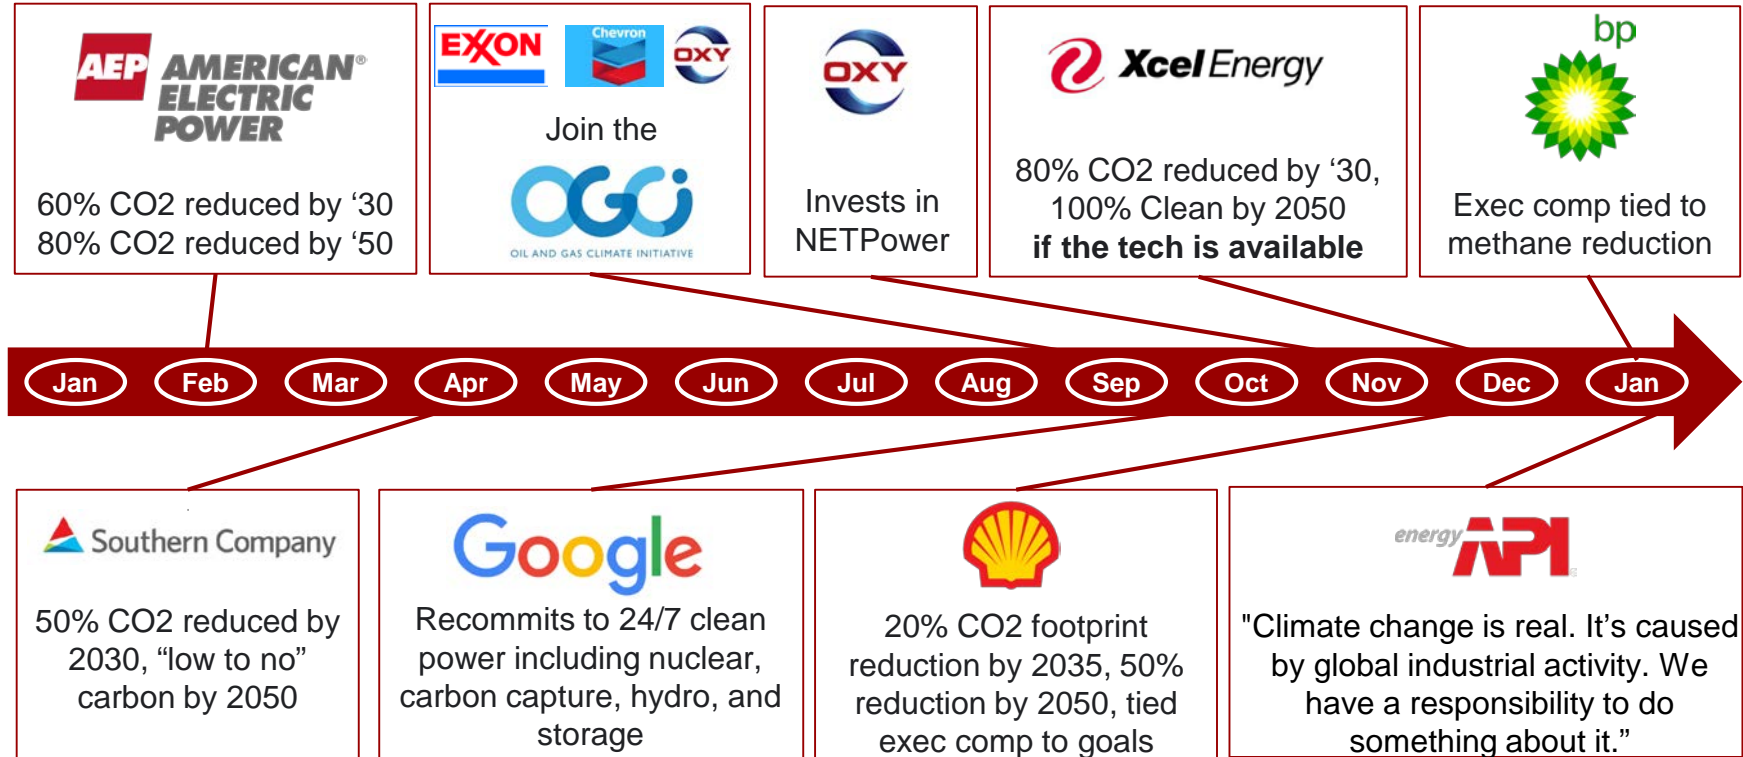 AEP AMERICAN®
ELECTRIC
POWER
60% CO2 reduced by ‘30
80% CO2 reduced by ‘50
EXXON
Chevron
OXY
Join the
OGCi
OIL AND GAS CLIMATE INITIATIVE
OXY
Invests in
NETPower
Xcel Energy
80% CO2 reduced by ‘30,
100% Clean by 2050
if the tech is available
bp
Exec comp tied to
methane reduction
Jan Feb Mar Apr May Jun Jul Aug Sep Oct Nov Dec Jan
Southern Company
50% CO2 reduced by
2030, “low to no”
carbon by 2050
Google
Recommits to 24/7 clean
power including nuclear,
carbon capture, hydro, and
storage
20% CO2 footprint
reduction by 2035, 50%
reduction by 2050, tied
exec comp to goals
energy API
"Climate change is real. It’s caused
by global industrial activity. We
have a responsibility to do
something about it.”